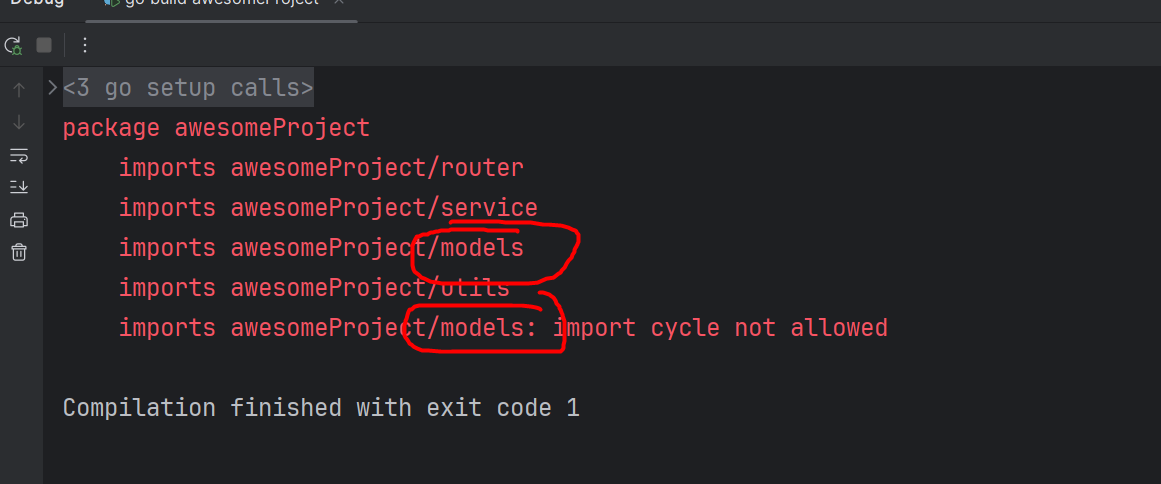 Debug go build awesomeProject
<3 go setup calls>
package awesomeProject
imports awesomeProject/router
imports awesomeProject/service
imports awesomeProject/models
imports awesomeProject/utils
imports awesomeProject/models: import cycle not allowed
Compilation finished with exit code 1